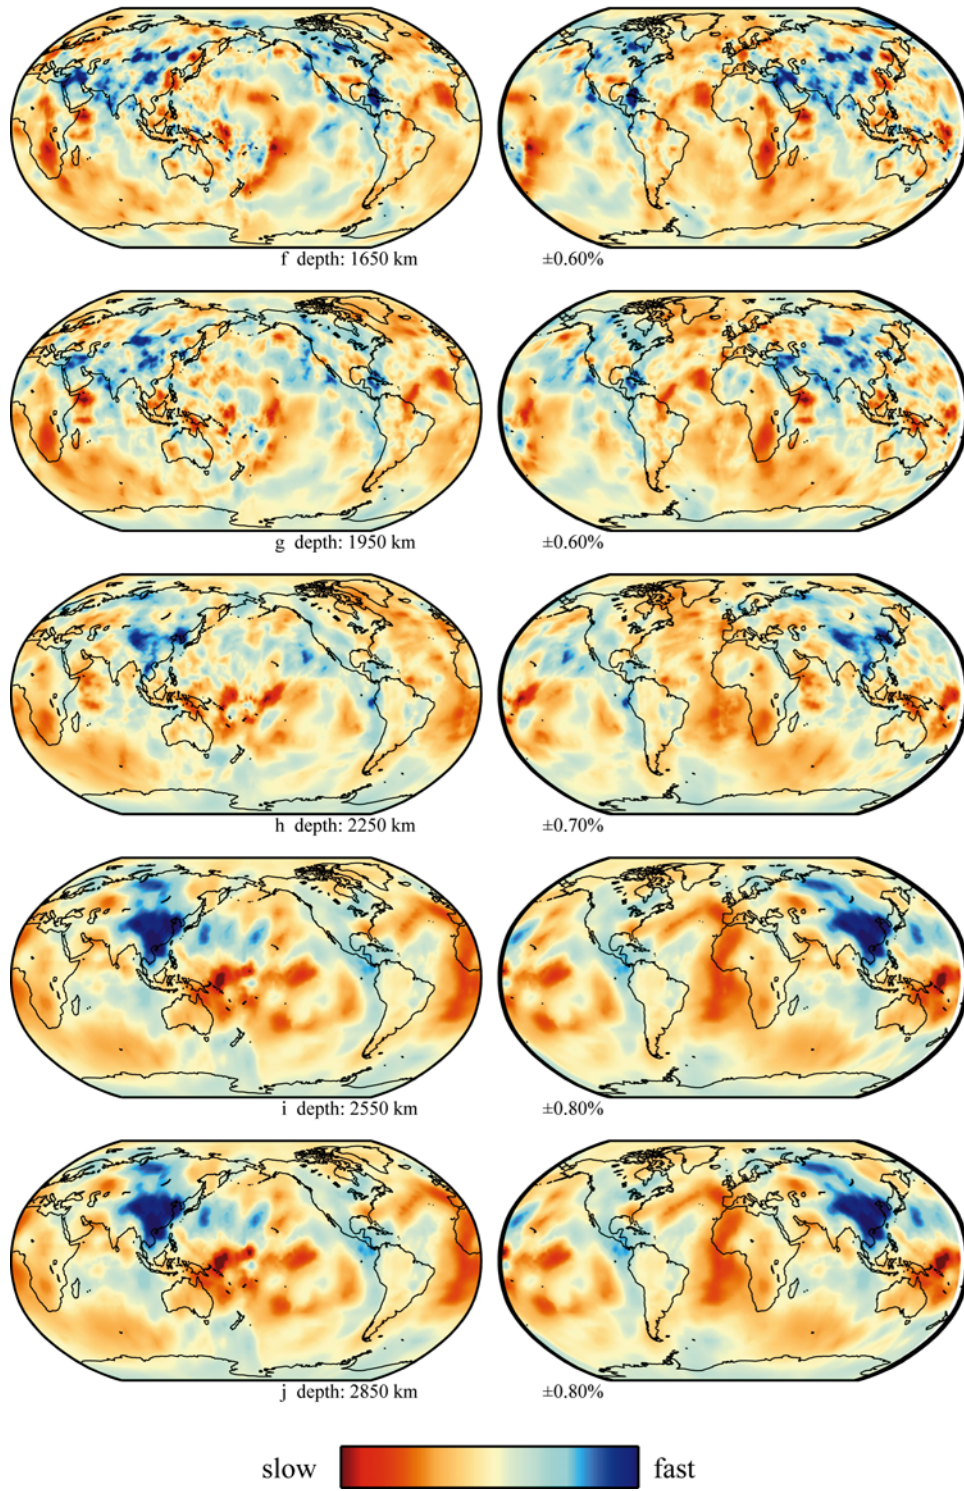 f depth: 1650 km ±0.60%
g depth: 1950 km ±0.60%
h depth: 2250 km ±0.70%
i depth: 2550 km ±0.80%
j depth: 2850 km ±0.80%
slow fast